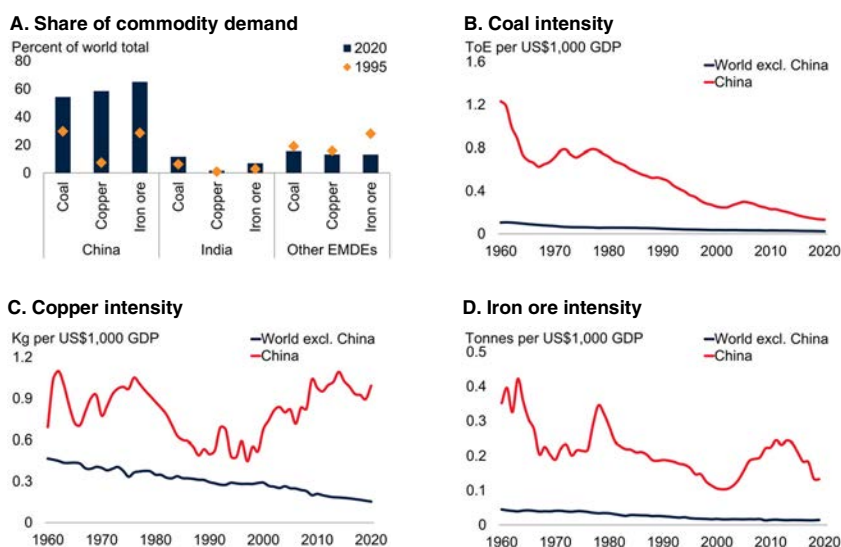 A. Share of commodity demand
Percent of world total
80
60
40
20
0
2020
1995
Coal
Copper
Iron ore
Coal
Copper
Iron ore
Coal
Copper
Iron ore
China
India
Other EMDEs
B. Coal intensity
ToE per US$1,000 GDP
1.6
1.2
0.8
0.4
0
World excl. China
China
1960 1970 1980 1990 2000 2010 2020
C. Copper intensity
Kg per US$1,000 GDP
1.2
0.9
0.6
0.3
0
World excl. China
China
1960 1970 1980 1990 2000 2010 2020
D. Iron ore intensity
Tonnes per US$1,000 GDP
0.5
0.4
0.3
0.2
0.1
0
World excl. China
China
1960 1970 1980 1990 2000 2010 2020